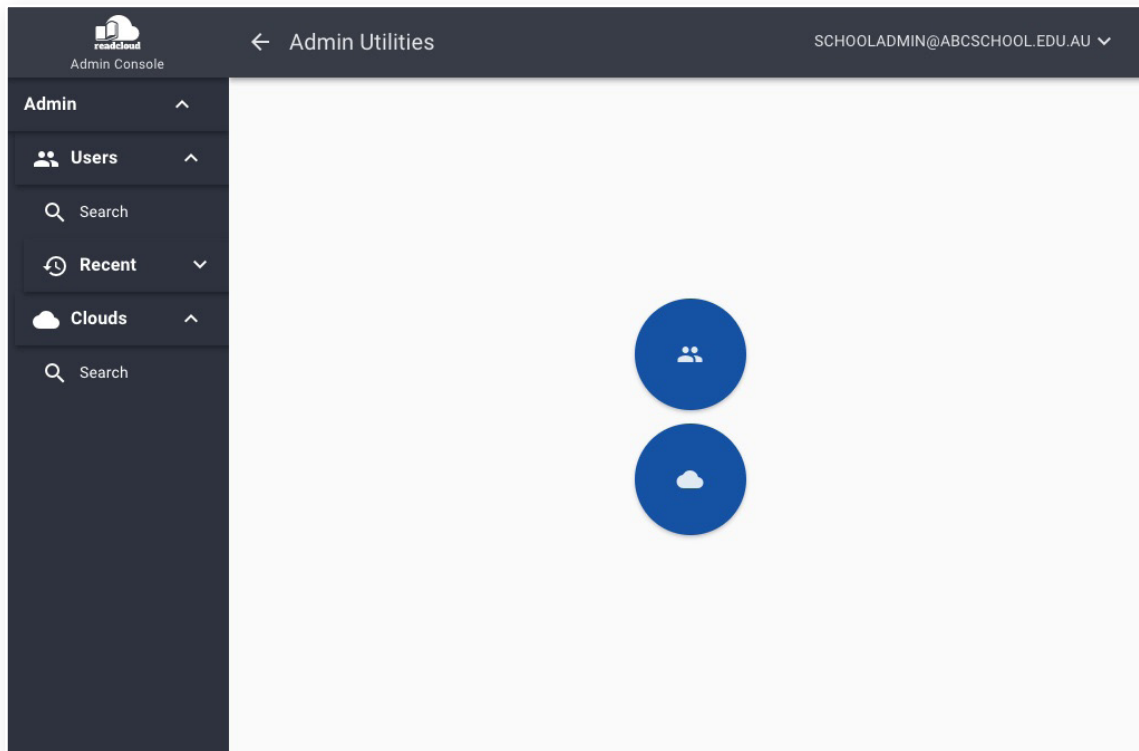 readcloud
Admin Console
Admin Utilities
SCHOOLADMIN@ABCSCHOOL.EDU.AU
Admin
Users
Search
Recent
Clouds
Search